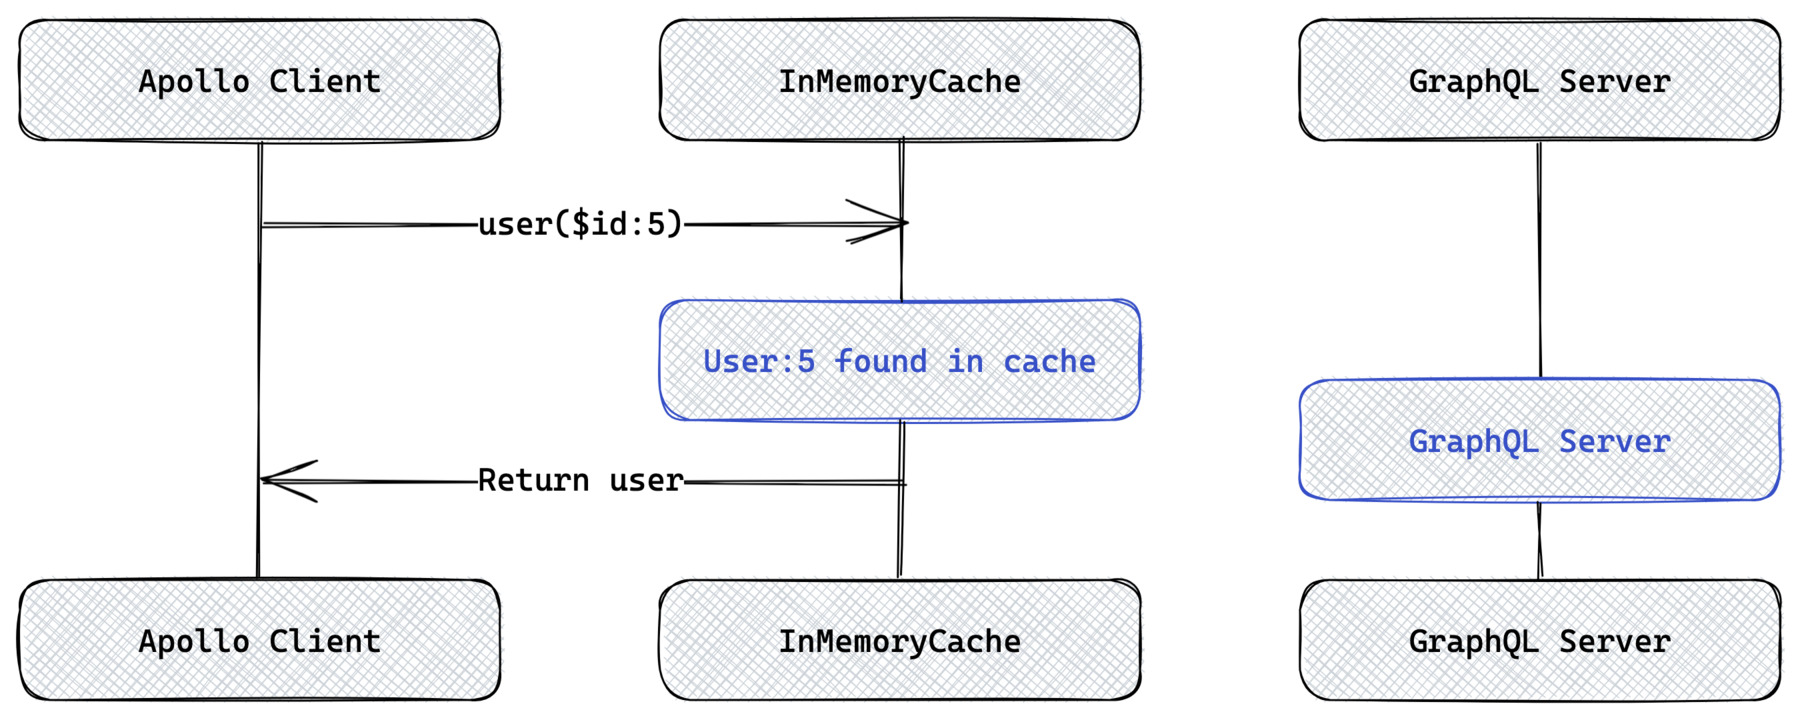 Apollo Client
InMemoryCache
GraphQL Server
user($id:5)
User:5 found in cache
GraphQL Server
Return user
Apollo Client
InMemoryCache
GraphQL Server